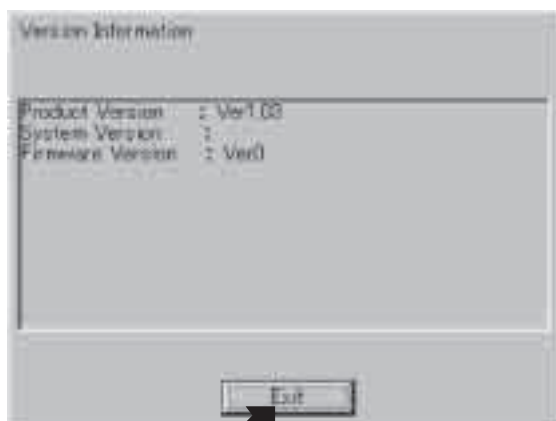 Version Information
Product Version : Ver1.03
System Version :
Firmware Version : Ver0
Exit